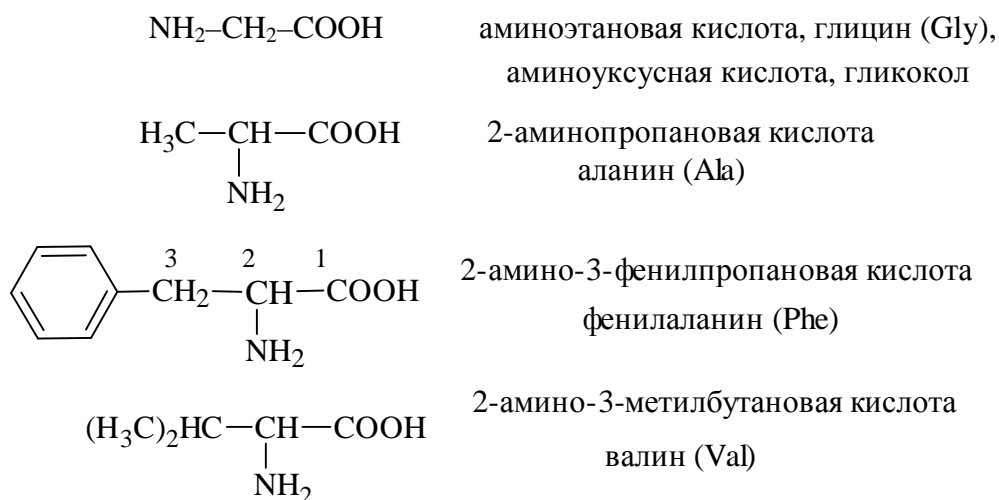 NH₂–CH₂–COOH аминоэтановая кислота, глицин (Gly),
аминоуксусная кислота, гликокол
H₃C—CH—COOH 2-аминопропановая кислота
NH₂ аланин (Ala)
3 2 1
CH₂—CH—COOH 2-амино-3-фенилпропановая кислота
NH₂ фенилаланин (Phe)
(H₃C)₂HC—CH—COOH 2-амино-3-метилбутановая кислота
NH₂ валин (Val)